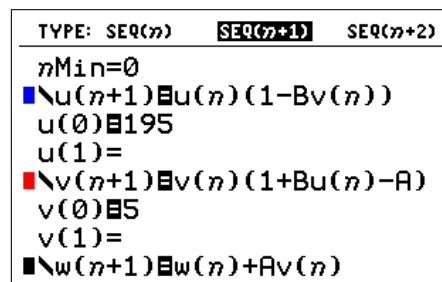 TYPE: SEQ(n) SEQ(n+1) SEQ(n+2)
nMin=0
u(n+1)=u(n)(1-Bv(n))
u(0)=195
u(1)=
v(n+1)=v(n)(1+Bu(n)-A)
v(0)=5
v(1)=
w(n+1)=w(n)+Av(n)